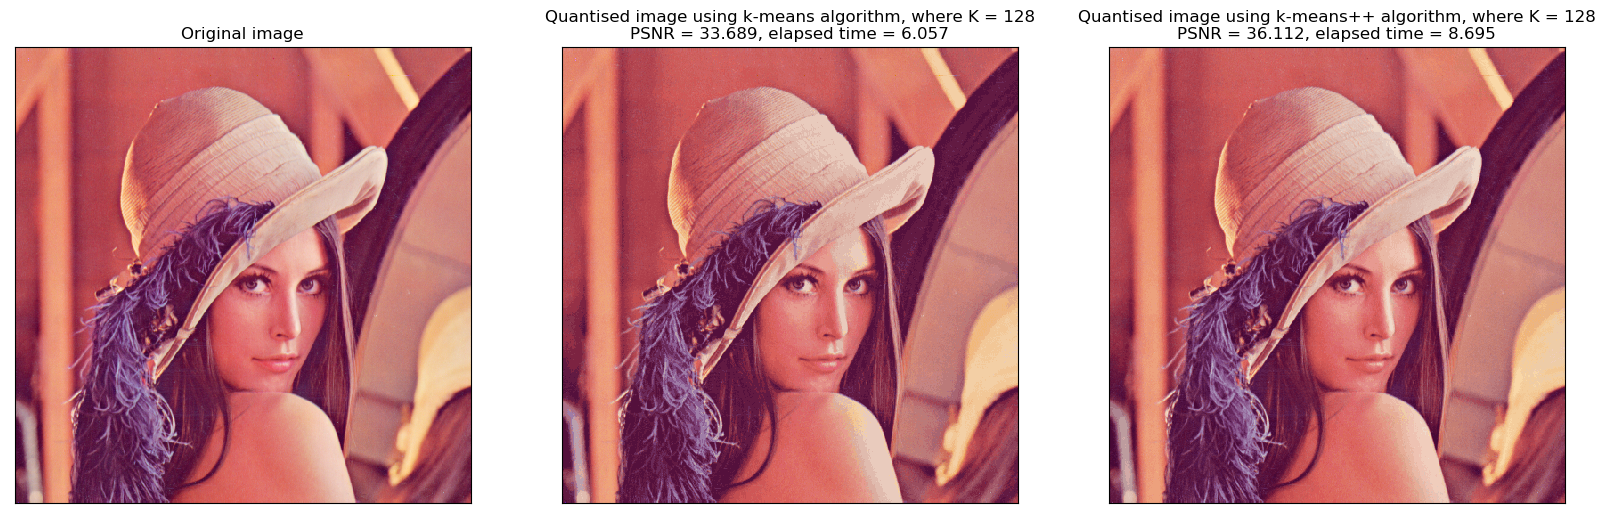 Original image
Quantised image using k-means algorithm, where K = 128
PSNR = 33.689, elapsed time = 6.057
Quantised image using k-means++ algorithm, where K = 128
PSNR = 36.112, elapsed time = 8.695